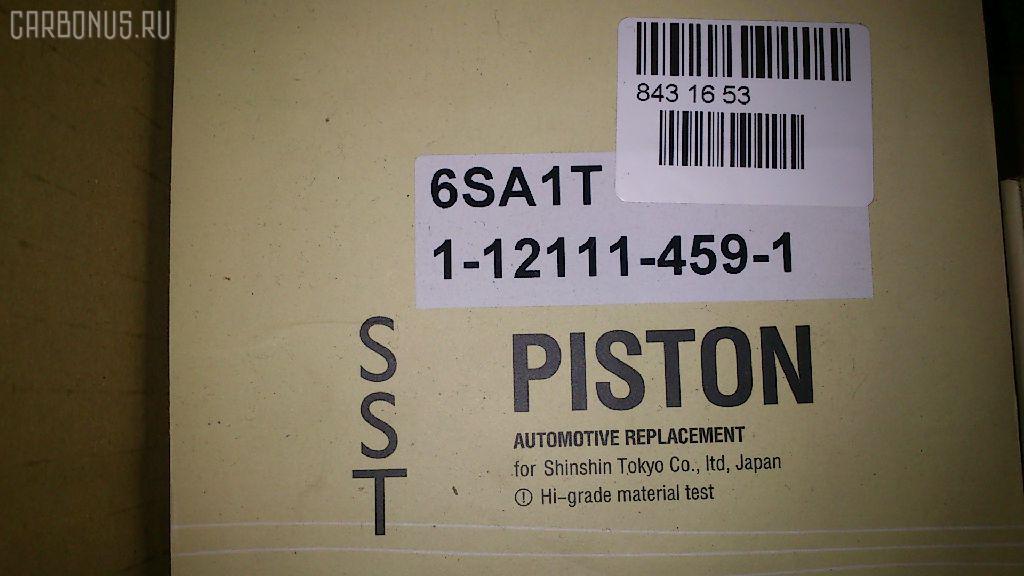 CARBONUS.RU
843 16 53
6SA1T
1-12111-459-1
SST
PISTON
AUTOMOTIVE REPLACEMENT
for Shinshin Tokyo Co., ltd, Japan
! Hi-grade material test